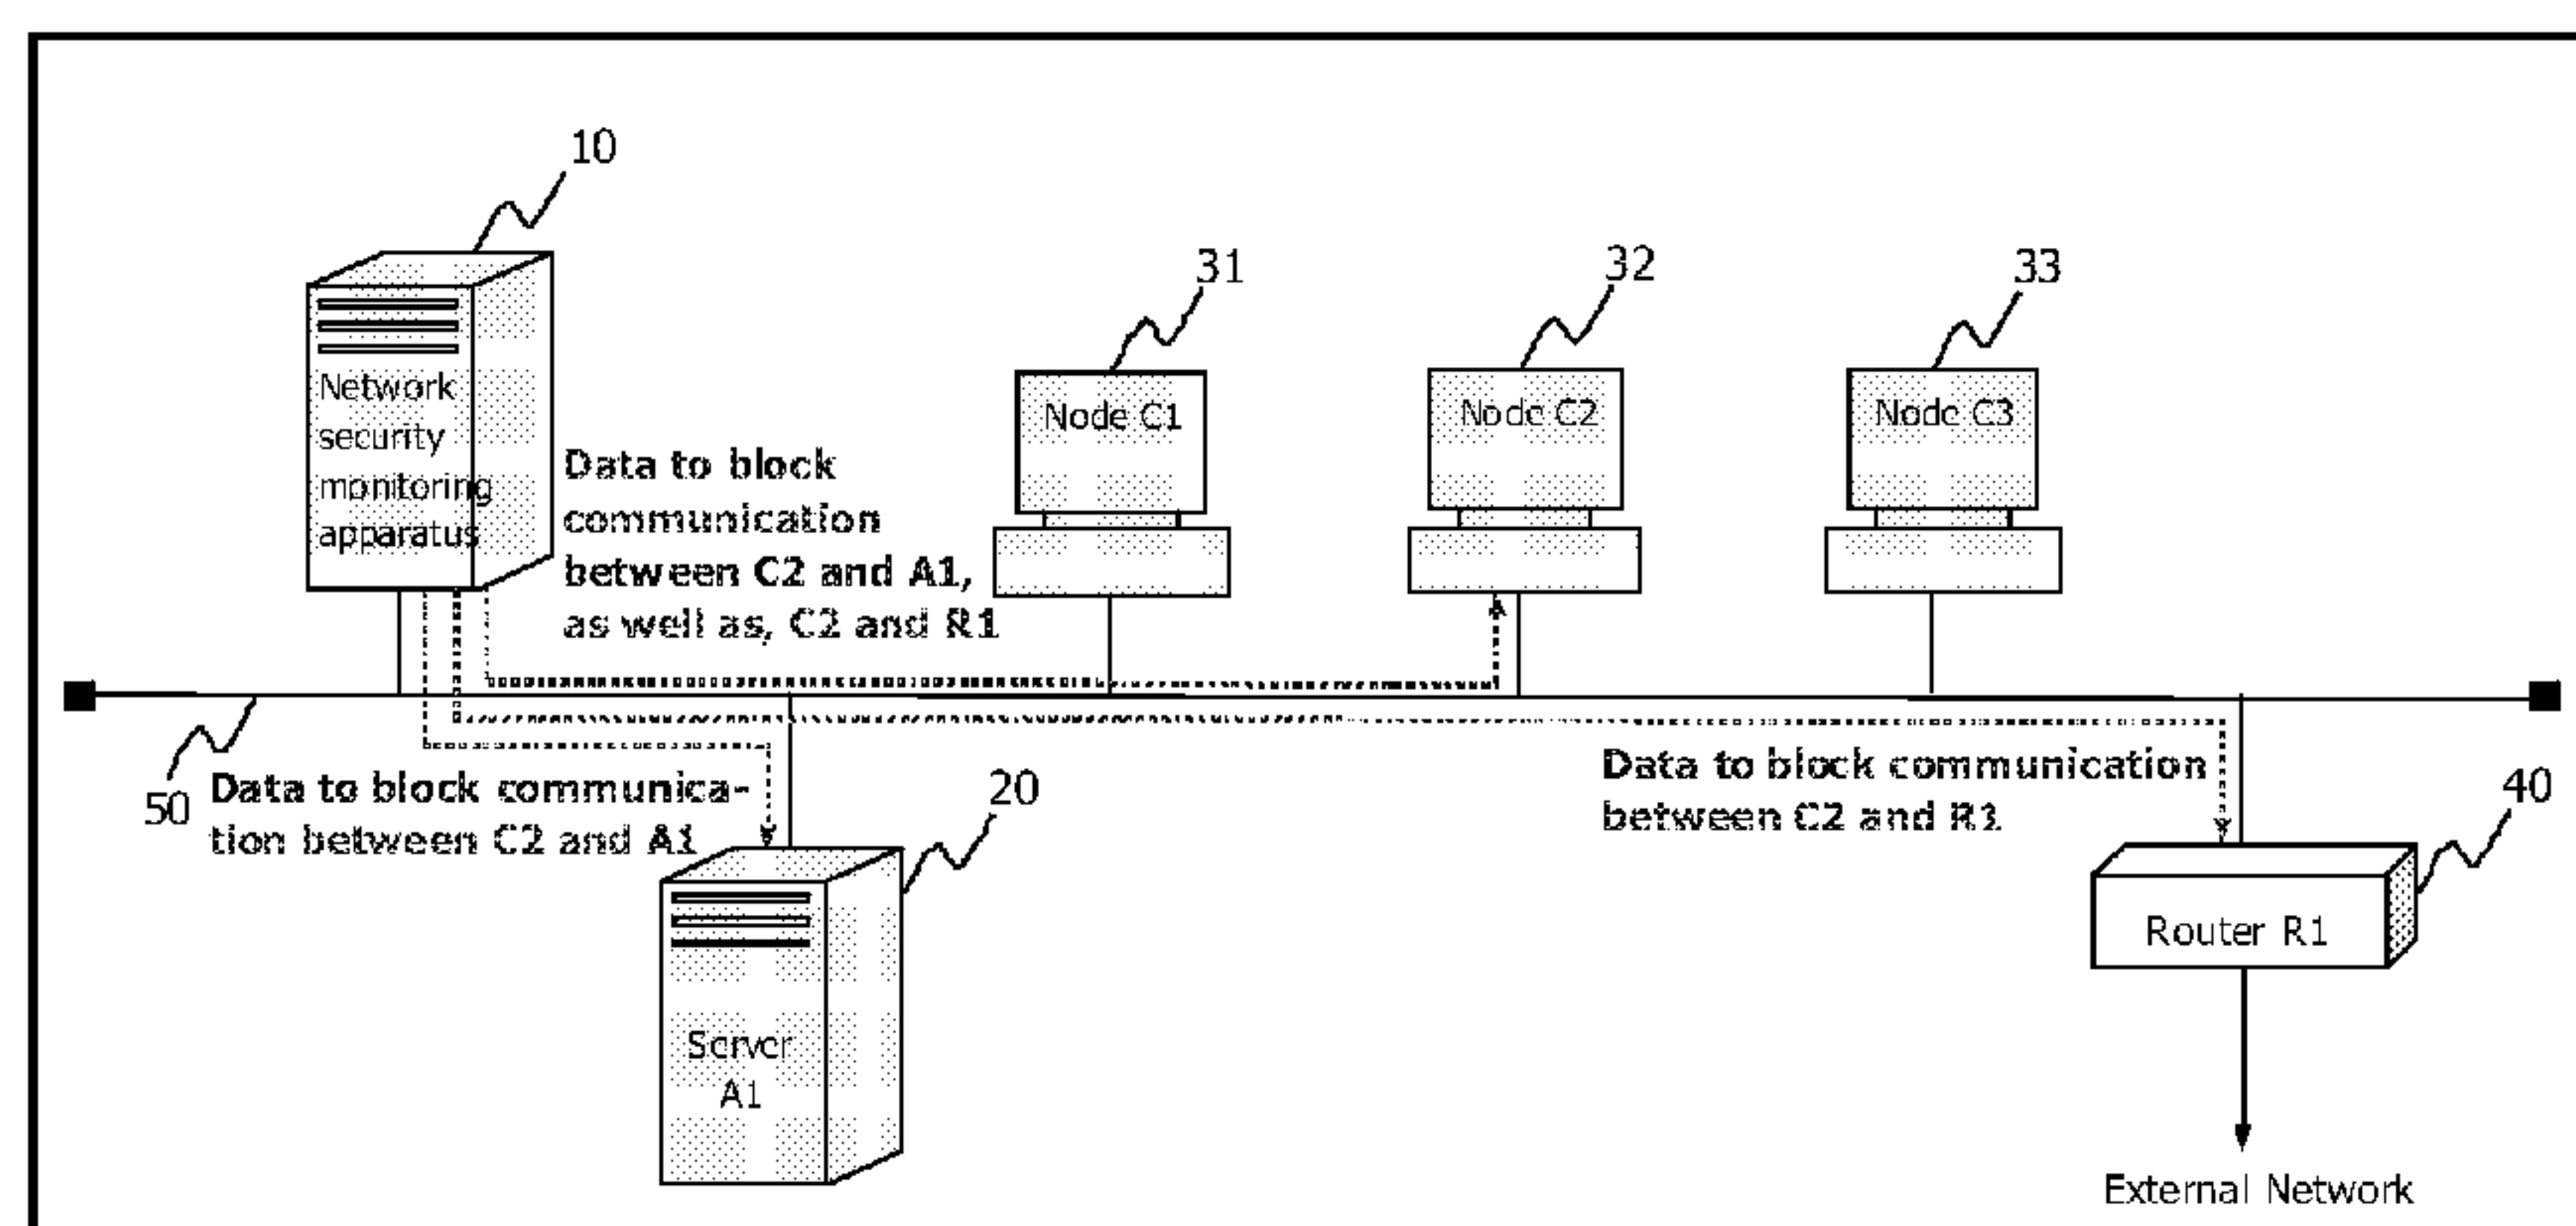 10
31
32
33
Network
security
monitoring
apparatus
Node C1
Node C2
Node C3
Data to block
communication
between C2 and A1,
as well as, C2 and R1
50
Data to block communica-
tion between C2 and A1
20
Data to block communication
between C2 and R1
40
Server
A1
Router R1
External Network